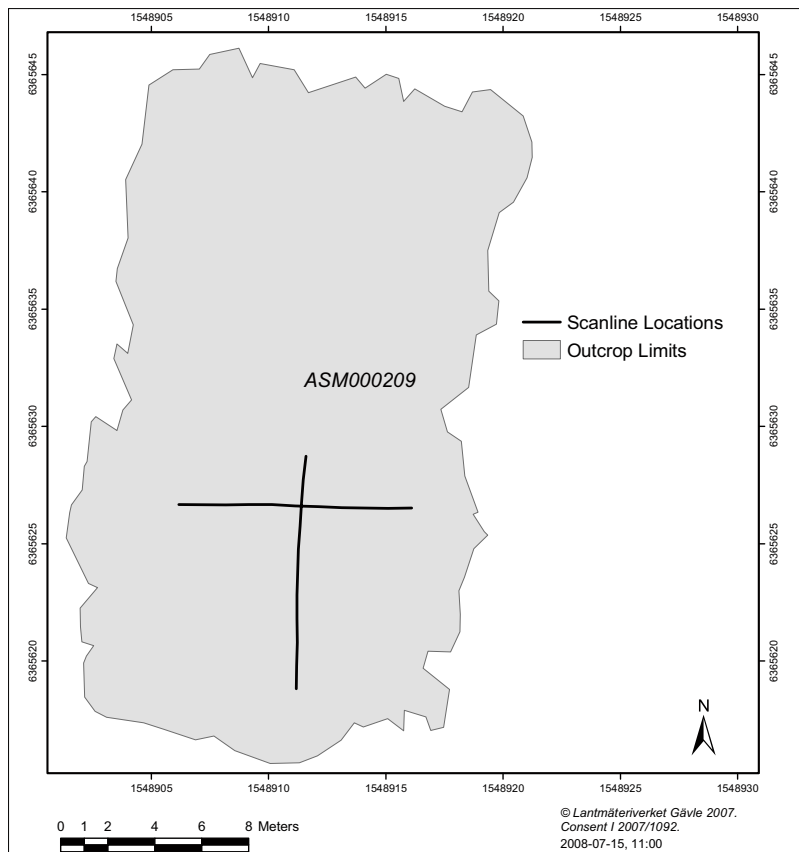 1548905 1548910 1548915 1548920 1548925 1548930
6365645 6365645
6365640 6365640
6365635 6365635
Scanline Locations
Outcrop Limits
ASM000209
6365630 6365630
6365625 6365625
6365620 6365620
N
1548905 1548910 1548915 1548920 1548925 1548930
0 1 2 4 6 8 Meters
© Lantmäteriverket Gävle 2007.
Consent I 2007/1092.
2008-07-15, 11:00